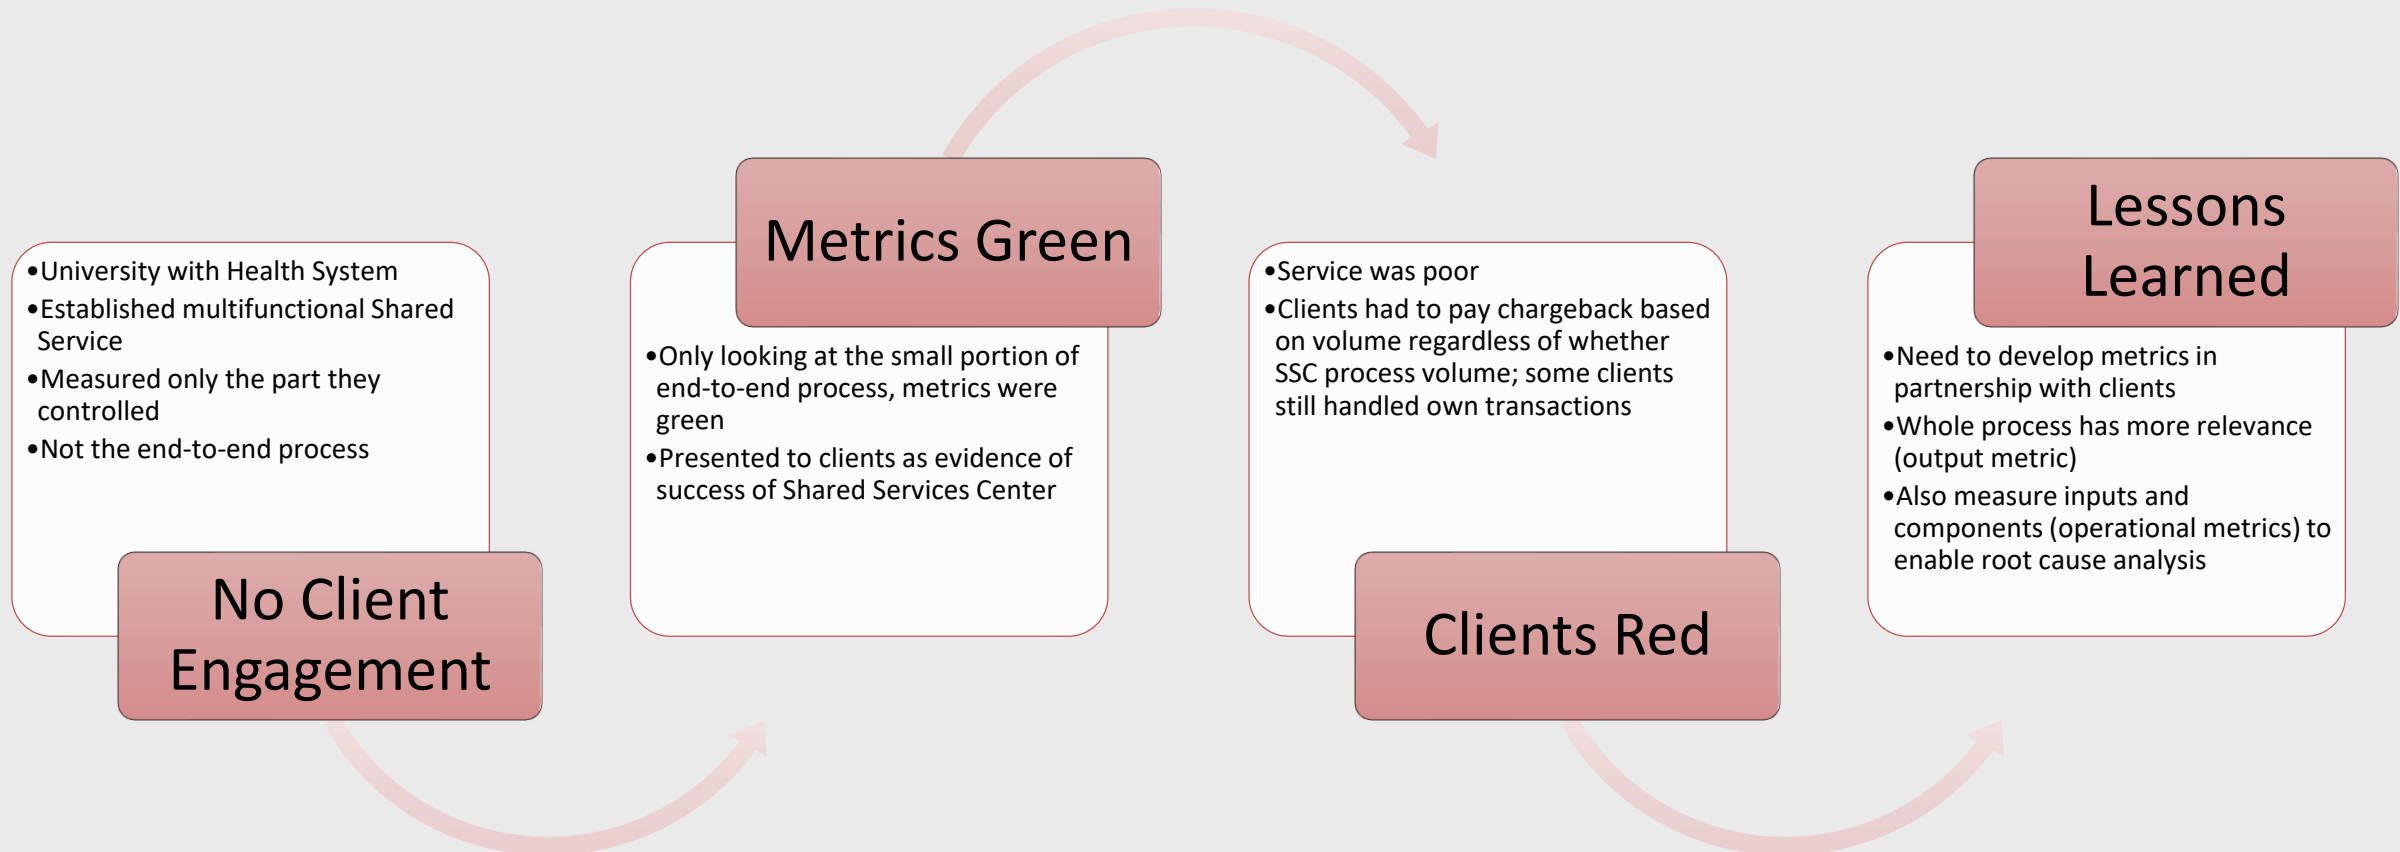 •University with Health System
•Established multifunctional Shared
Service
•Measured only the part they
controlled
•Not the end-to-end process
No Client
Engagement
Metrics Green
•Only looking at the small portion of
end-to-end process, metrics were
green
•Presented to clients as evidence of
success of Shared Services Center
•Service was poor
•Clients had to pay chargeback based
on volume regardless of whether
SSC process volume; some clients
still handled own transactions
Clients Red
Lessons
Learned
•Need to develop metrics in
partnership with clients
•Whole process has more relevance
(output metric)
•Also measure inputs and
components (operational metrics) to
enable root cause analysis